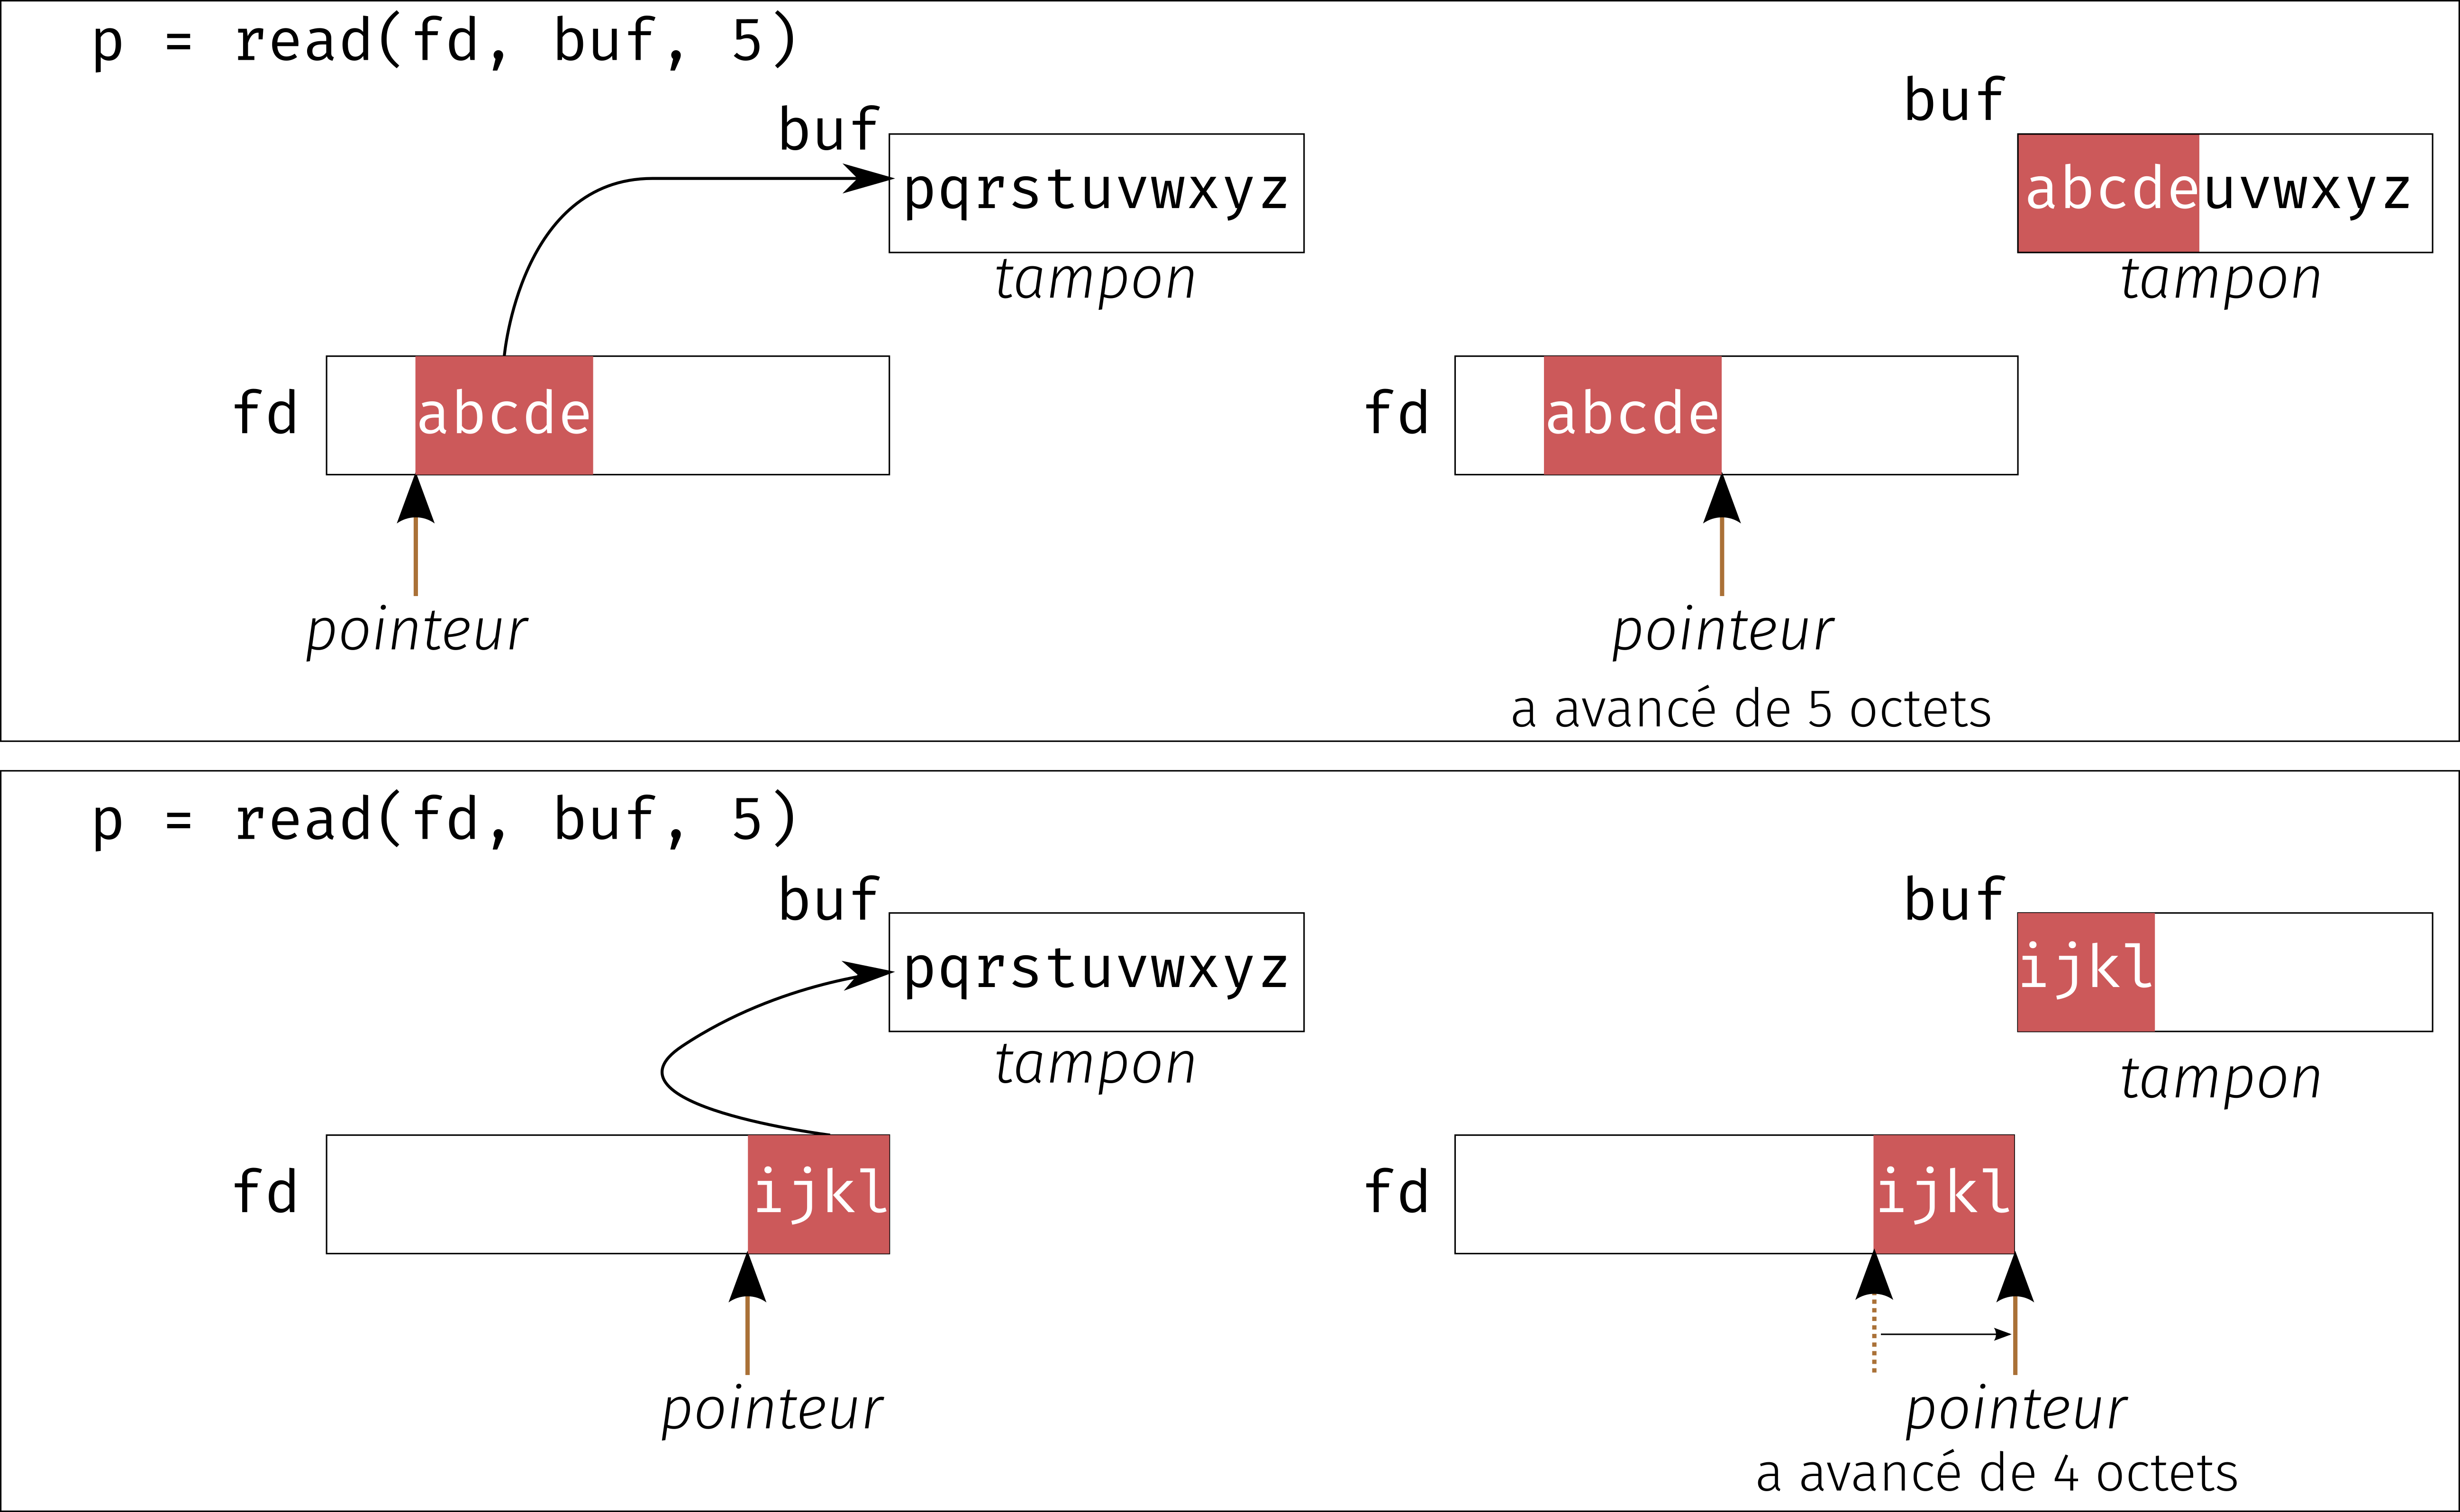 p = read(fd, buf, 5)
buf
pqrstuvwxyz
tampon
fd
abcde
pointeur
buf
abcdeuvwxyz
tampon
fd
abcde
pointeur
a avancé de 5 octets
p = read(fd, buf, 5)
buf
pqrstuvwxyz
tampon
fd
ijkl
pointeur
buf
ijkl
tampon
fd
ijkl
pointeur
a avancé de 4 octets